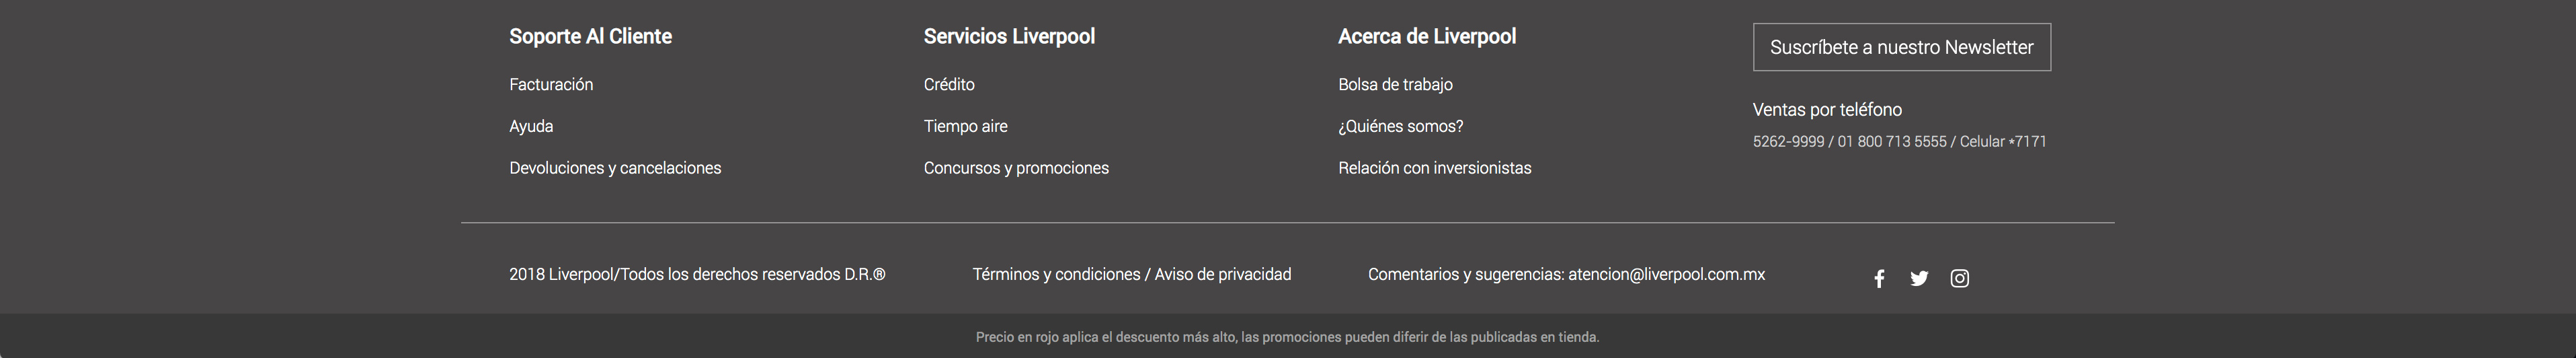 Soporte Al Cliente
Facturación
Ayuda
Devoluciones y cancelaciones
Servicios Liverpool
Crédito
Tiempo aire
Concursos y promociones
Acerca de Liverpool
Bolsa de trabajo
¿Quiénes somos?
Relación con inversionistas
Suscríbete a nuestro Newsletter
Ventas por teléfono
5262-9999 / 01 800 713 5555 / Celular *7171
2018 Liverpool/Todos los derechos reservados D.R.®
Términos y condiciones / Aviso de privacidad
Comentarios y sugerencias: atencion@liverpool.com.mx
Precio en rojo aplica el descuento más alto, las promociones pueden diferir de las publicadas en tienda.